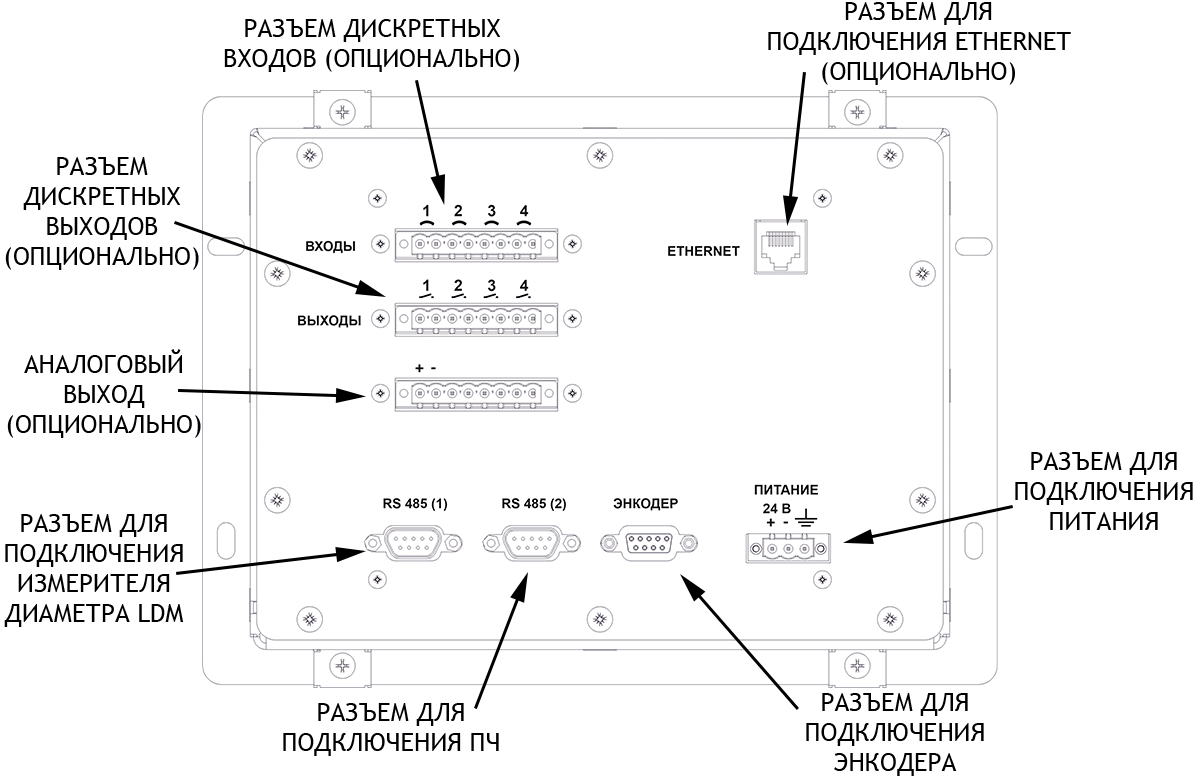 РАЗЪЕМ ДИСКРЕТНЫХ
ВХОДОВ (ОПЦИОНАЛЬНО)
РАЗЪЕМ ДЛЯ
ПОДКЛЮЧЕНИЯ ETHERNET
(ОПЦИОНАЛЬНО)
РАЗЪЕМ
ДИСКРЕТНЫХ
ВЫХОДОВ
(ОПЦИОНАЛЬНО)
1 2 3 4
ВХОДЫ
ETHERNET
1 2 3 4
ВЫХОДЫ
АНАЛОГОВЫЙ
ВЫХОД
(ОПЦИОНАЛЬНО)
+ -
РАЗЪЕМ ДЛЯ
ПОДКЛЮЧЕНИЯ
ПИТАНИЯ
RS 485 (1)
RS 485 (2)
ЭНКОДЕР
ПИТАНИЕ
24 В
+ -
РАЗЪЕМ ДЛЯ
ПОДКЛЮЧЕНИЯ
ИЗМЕРИТЕЛЯ
ДИАМЕТРА LDM
РАЗЪЕМ ДЛЯ
ПОДКЛЮЧЕНИЯ ПЧ
РАЗЪЕМ ДЛЯ
ПОДКЛЮЧЕНИЯ
ЭНКОДЕРА